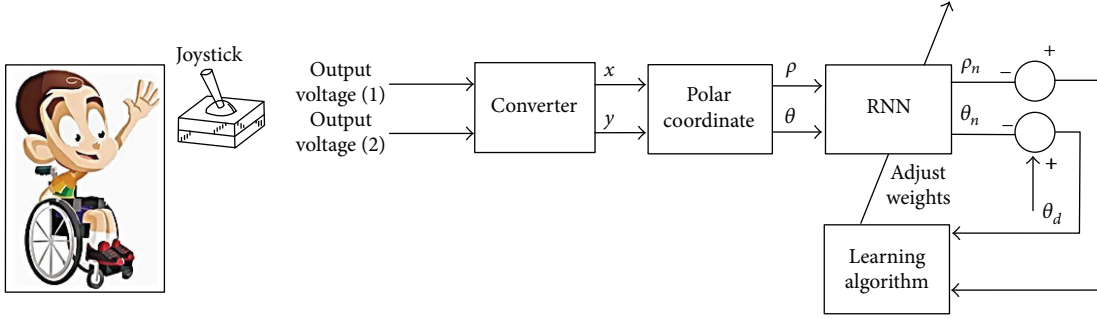 Joystick
Output
voltage (1)
Output
voltage (2)
Converter
x
y
Polar
coordinate
ρ
θ
RNN
ρn
θn
−
+
−
+
θd
Adjust
weights
Learning
algorithm